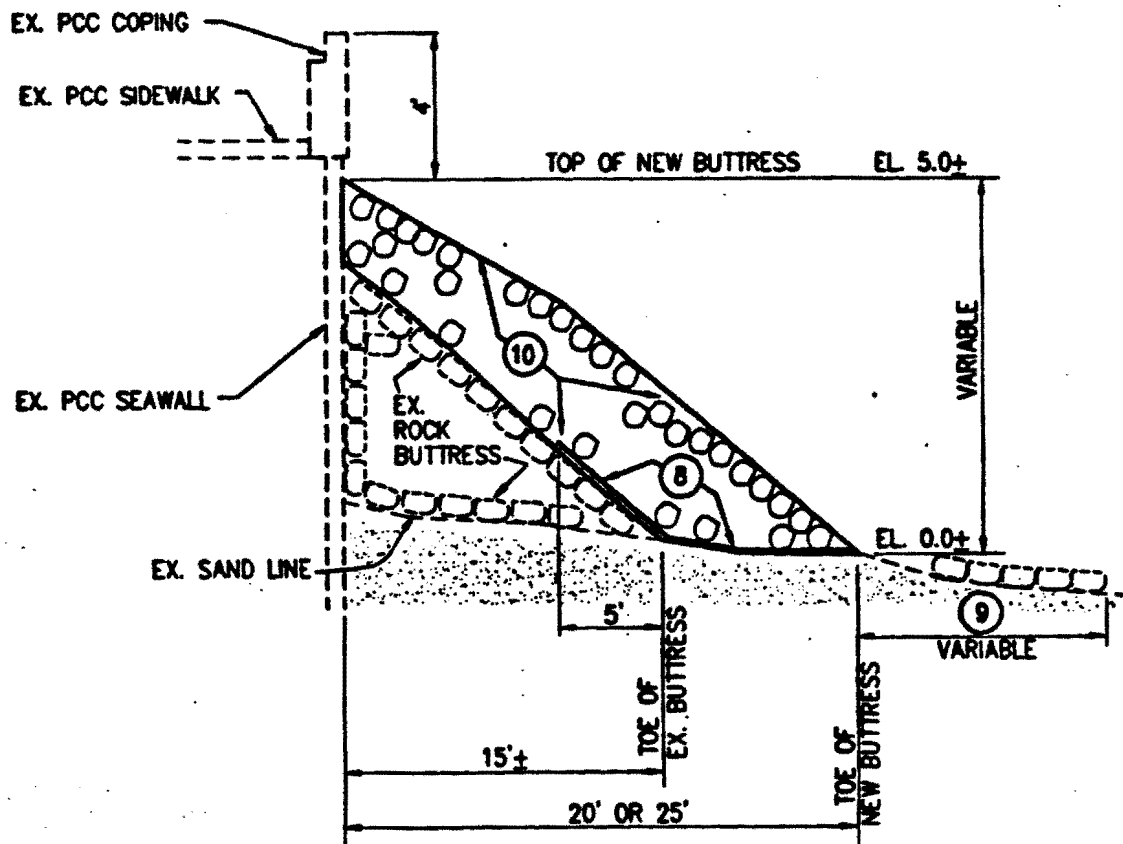 EX. PCC COPING
EX. PCC SIDEWALK
4'
TOP OF NEW BUTTRESS EL. 5.0±
VARIABLE
10
EX. PCC SEAWALL
EX.
ROCK
BUTTRESS
8
EL. 0.0±
EX. SAND LINE
9
5'
VARIABLE
TOE OF
EX. BUTTRESS
TOE OF
NEW BUTTRESS
15'±
20' OR 25'